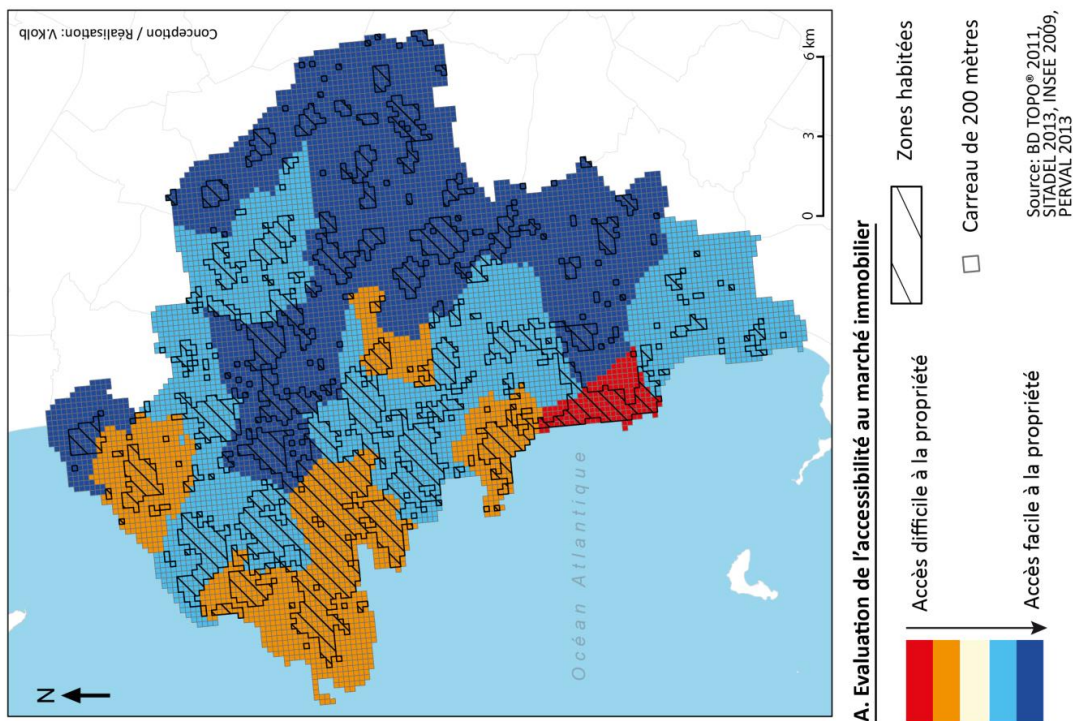 Conception / Réalisation: V.Kolb
N
Océan Atlantique
0
3
6 km
A. Evaluation de l'accessibilité au marché immobilier
Accès difficile à la propriété
Accès facile à la propriété
Zones habitées
Carreau de 200 mètres
Source: BD TOPO® 2011,
SITADEL 2013, INSEE 2009,
PERVAL 2013